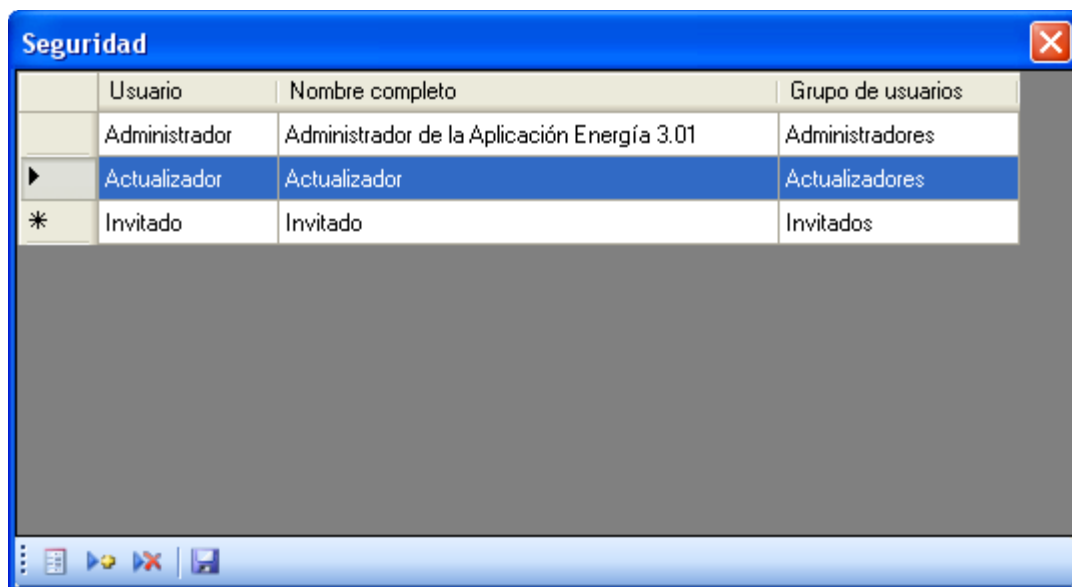 Seguridad
Usuario Nombre completo Grupo de usuarios
Administrador Administrador de la Aplicación Energía 3.01 Administradores
Actualizador Actualizador Actualizadores
Invitado Invitado Invitados